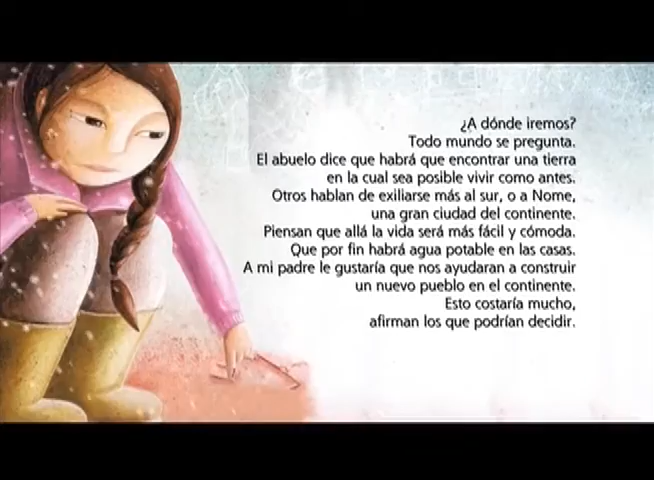 ¿A dónde iremos?
Todo mundo se pregunta.
El abuelo dice que habrá que encontrar una tierra
en la cual sea posible vivir como antes.
Otros hablan de exiliarse más al sur, o a Nome,
una gran ciudad del continente.
Piensan que allá la vida será más fácil y cómoda.
Que por fin habrá agua potable en las casas.
A mi padre le gustaría que nos ayudaran a construir
un nuevo pueblo en el continente.
Esto costaría mucho,
afirman los que podrían decidir.